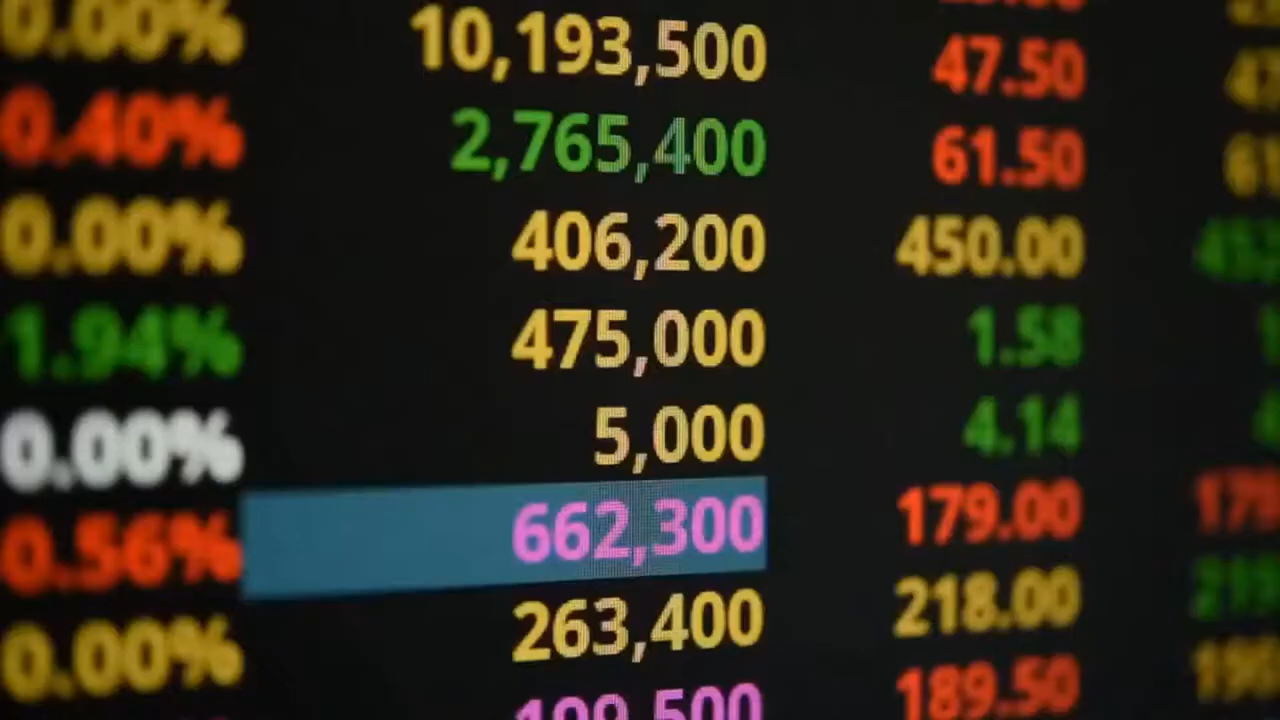 0.00% 10,193,500 47.50
0.40% 2,765,400 61.50
0.00% 406,200 450.00
1.94% 475,000 1.58
0.00% 5,000 4.14
0.56% 662,300 179.00
0.00% 263,400 218.00
199,500 189.50